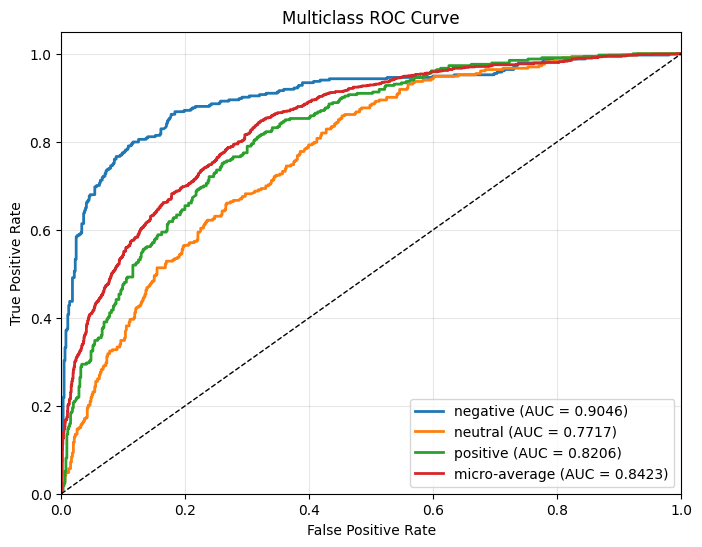 Multiclass ROC Curve
True Positive Rate
1.0
0.8
0.6
0.4
0.2
0.0
0.0 0.2 0.4 0.6 0.8 1.0
False Positive Rate
negative (AUC = 0.9046)
neutral (AUC = 0.7717)
positive (AUC = 0.8206)
micro-average (AUC = 0.8423)